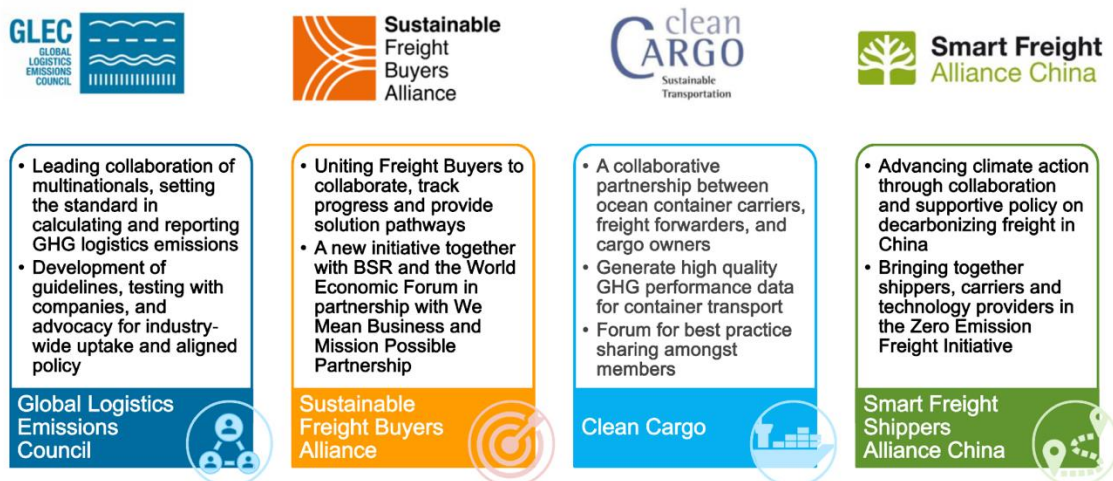 GLEC
GLOBAL
LOGISTICS
EMISSIONS
COUNCIL
Sustainable
Freight
Buyers
Alliance
clean
CARGO
Sustainable
Transportation
Smart Freight
Alliance China
• Leading collaboration of
multinationals, setting
the standard in
calculating and reporting
GHG logistics emissions
• Development of
guidelines, testing with
companies, and
advocacy for industry-
wide uptake and aligned
policy
Global Logistics
Emissions
Council
• Uniting Freight Buyers to
collaborate, track
progress and provide
solution pathways
• A new initiative together
with BSR and the World
Economic Forum in
partnership with We
Mean Business and
Mission Possible
Partnership
Sustainable
Freight Buyers
Alliance
• A collaborative
partnership between
ocean container carriers,
freight forwarders, and
cargo owners
• Generate high quality
GHG performance data
for container transport
• Forum for best practice
sharing amongst
members
Clean Cargo
• Advancing climate action
through collaboration
and supportive policy on
decarbonizing freight in
China
• Bringing together
shippers, carriers and
technology providers in
the Zero Emission
Freight Initiative
Smart Freight
Shippers
Alliance China